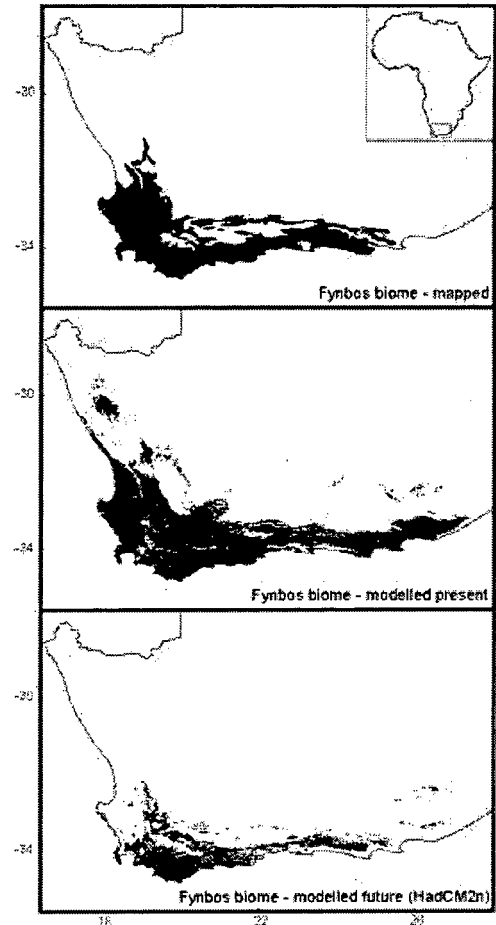 -30
-34
Fynbos biome - mapped
-30
-34
Fynbos biome - modelled present
-30
-34
Fynbos biome - modelled future (HadCM2n)
18 22 26